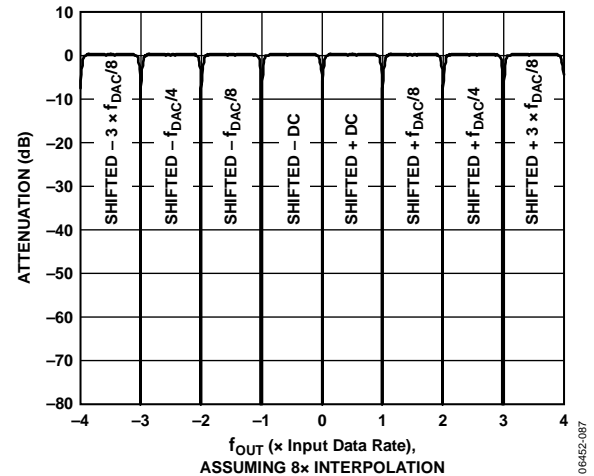 10
0
–10
–20
–30
–40
–50
–60
–70
–80
ATTENUATION (dB)
SHIFTED – 3 × fDAC/8
SHIFTED – fDAC/4
SHIFTED – fDAC/8
SHIFTED – DC
SHIFTED + DC
SHIFTED + fDAC/8
SHIFTED + fDAC/4
SHIFTED + 3 × fDAC/8
–4 –3 –2 –1 0 1 2 3 4
fOUT (× Input Data Rate),
ASSUMING 8× INTERPOLATION
06452-087